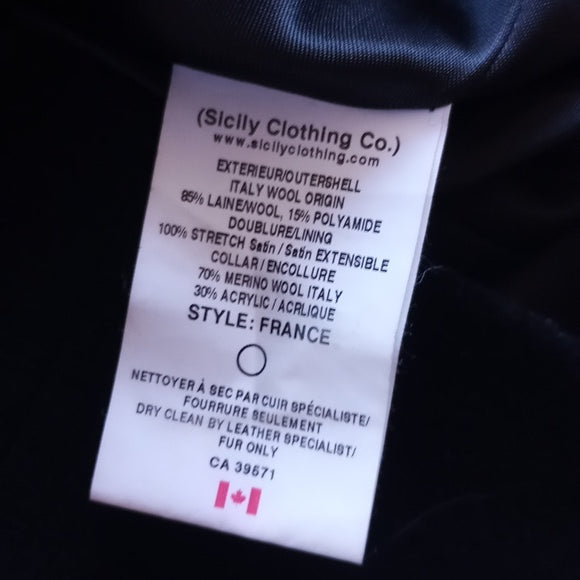 (Sicily Clothing Co.)
www.sicilyclothing.com
EXTERIEUR/OUTERSHELL
ITALY WOOL ORIGIN
85% LAINE/WOOL, 15% POLYAMIDE
DOUBLURE/LINING
100% STRETCH Satin / Satin EXTENSIBLE
COLLAR / ENCOLLURE
70% MERINO WOOL ITALY
30% ACRYLIC / ACRLIQUE
STYLE: FRANCE
NETTOYER À SEC PAR CUIR SPÉCIALISTE/
FOURRURE SEULEMENT
DRY CLEAN BY LEATHER SPECIALIST/
FUR ONLY
CA 39571